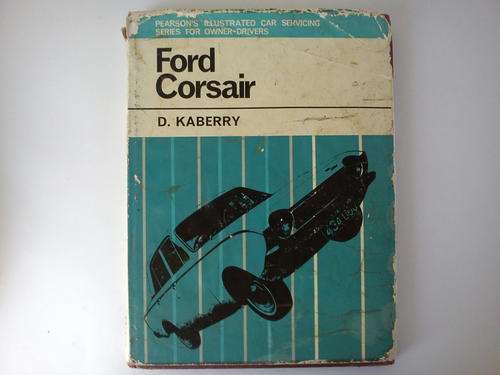 PEARSON'S ILLUSTRATED CAR SERVICING
SERIES FOR OWNER-DRIVERS
Ford
Corsair
D. KABERRY